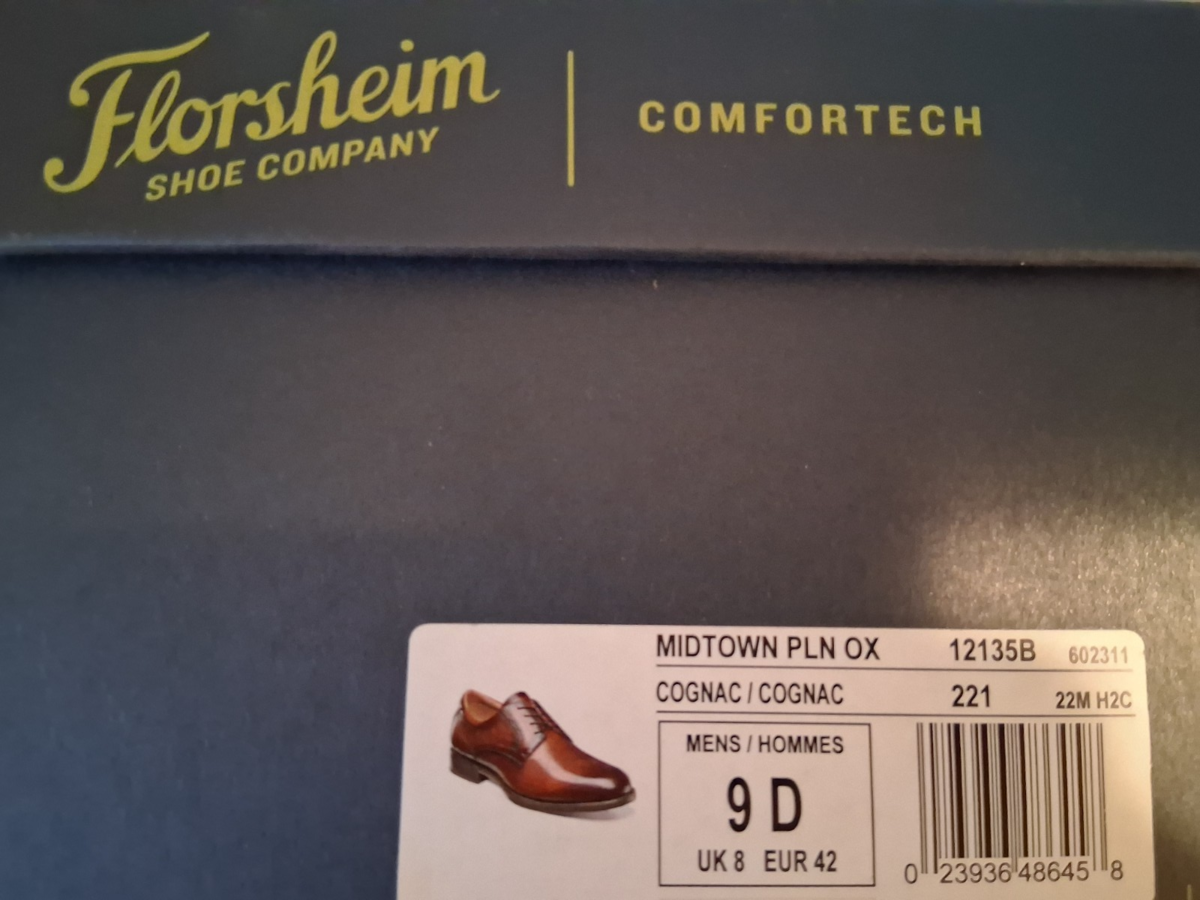 Florsheim
SHOE COMPANY
COMFORTECH
MIDTOWN PLN OX 12135B 602311
COGNAC / COGNAC 221 22M H2C
MENS / HOMMES
9 D
UK 8 EUR 42
0 23936 48645 8